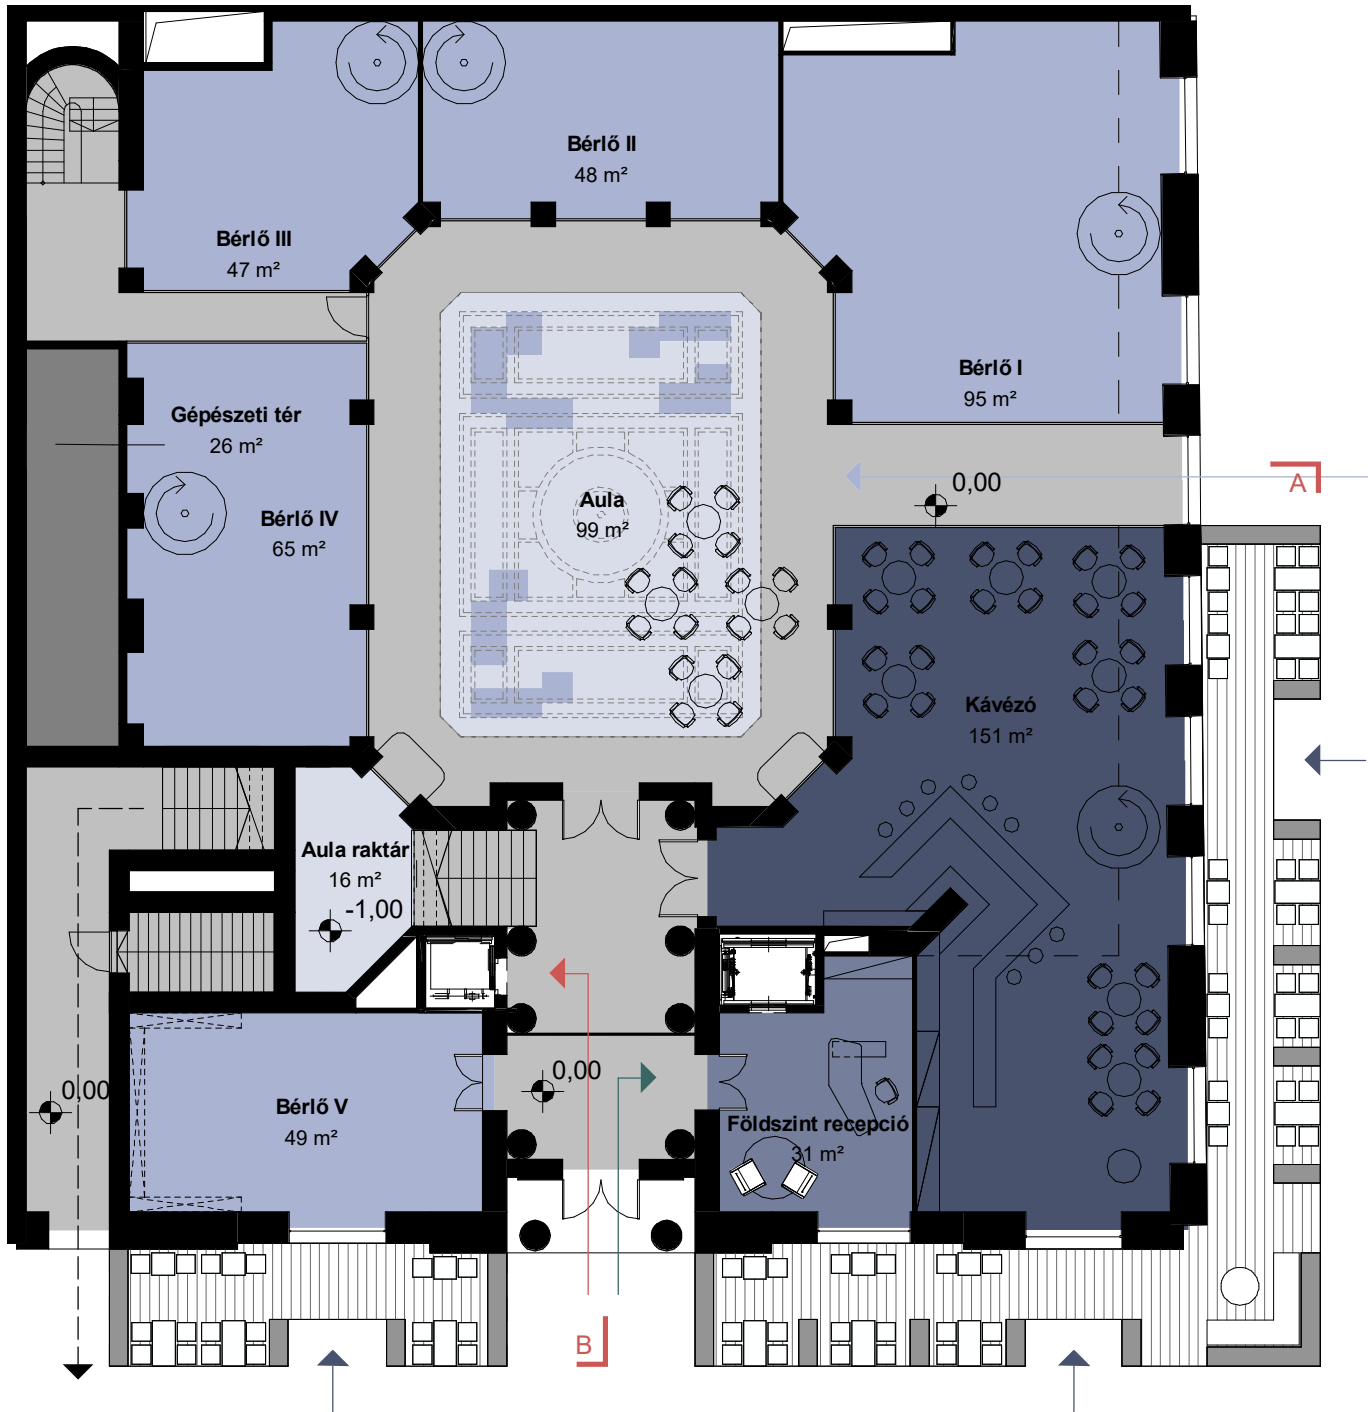 Bérlő II
48 m²
Bérlő III
47 m²
Bérlő I
95 m²
Gépészeti tér
26 m²
Aula
99 m²
0,00
A
Bérlő IV
65 m²
Kávézó
151 m²
Aula raktár
16 m²
-1,00
0,00
0,00
Bérlő V
49 m²
Földszint recepció
31 m²
B